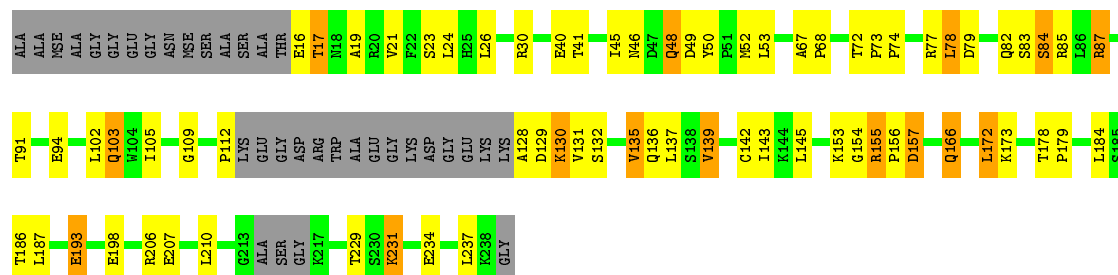 ALA ALA MSE ALA GLY GLY GLU GLY ASN MSE SER ALA SER ALA THR E16 T17 N18 A19 R20 V21 F22 S23 L24 H25 L26 R30 E40 T41 I45 N46 D47 Q48 D49 Y50 P51 M52 L53 A67 P68 T72 P73 P74 R77 L78 D79 Q82 S83 S84 R85 L86 R87
T91 E94 L102 Q103 W104 I105 G109 P112 LYS GLU GLY ASP ARG TRP ALA GLU GLY LYS ASP GLY GLU LYS LYS A128 D129 K130 V131 S132 V135 Q136 L137 S138 V139 C142 I143 K144 L145 K153 G154 R155 P156 D157 Q166 L172 K173 T178 P179 L184 S185
T186 L187 E193 E198 R206 E207 L210 G213 ALA SER GLY K217 T229 S230 K231 E234 L237 K238 GLY